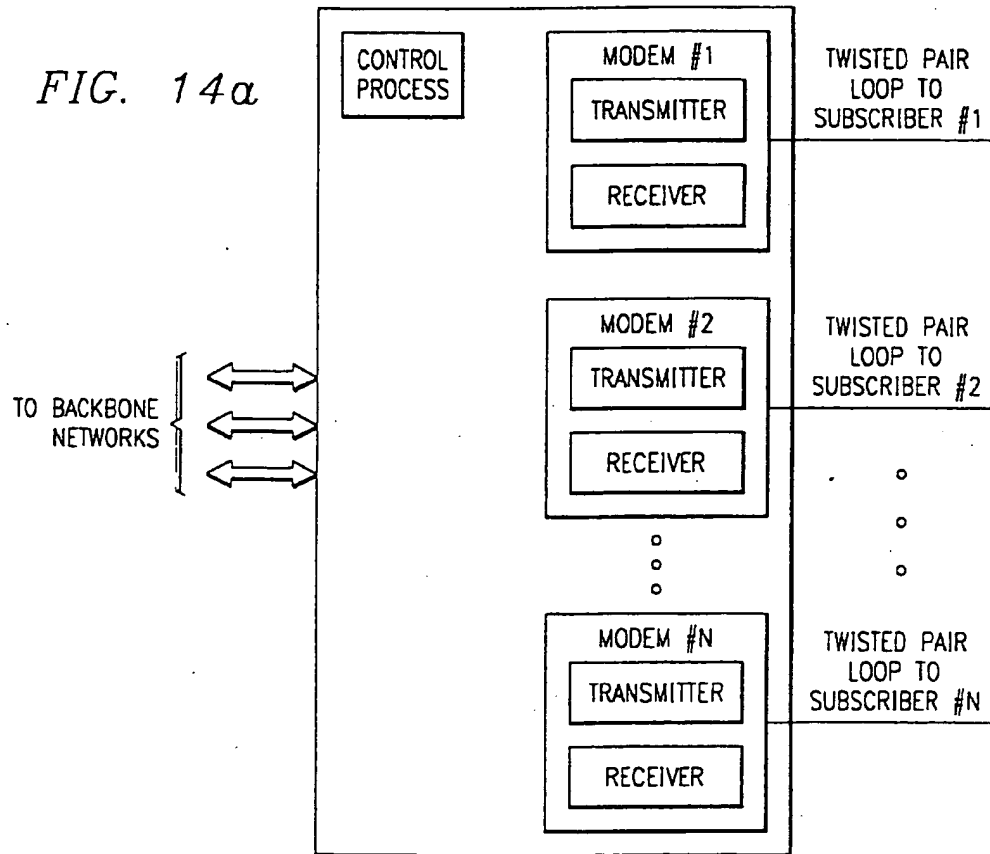 FIG. 14a
CONTROL
PROCESS
MODEM #1
TRANSMITTER
RECEIVER
TWISTED PAIR
LOOP TO
SUBSCRIBER #1
MODEM #2
TRANSMITTER
RECEIVER
TWISTED PAIR
LOOP TO
SUBSCRIBER #2
TO BACKBONE
NETWORKS
MODEM #N
TRANSMITTER
RECEIVER
TWISTED PAIR
LOOP TO
SUBSCRIBER #N